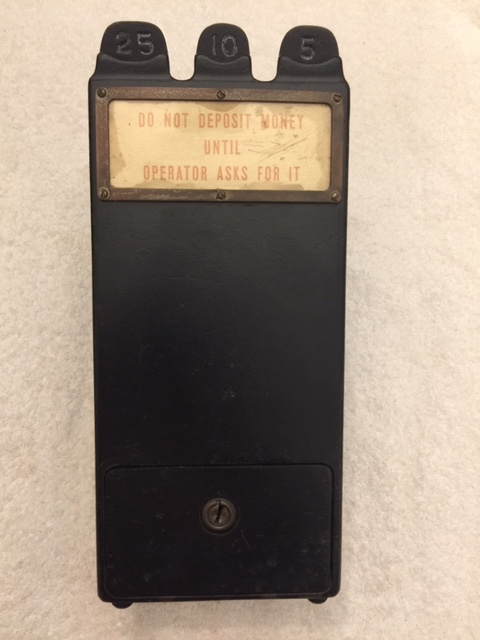 25 10 5
DO NOT DEPOSIT MONEY
UNTIL
OPERATOR ASKS FOR IT